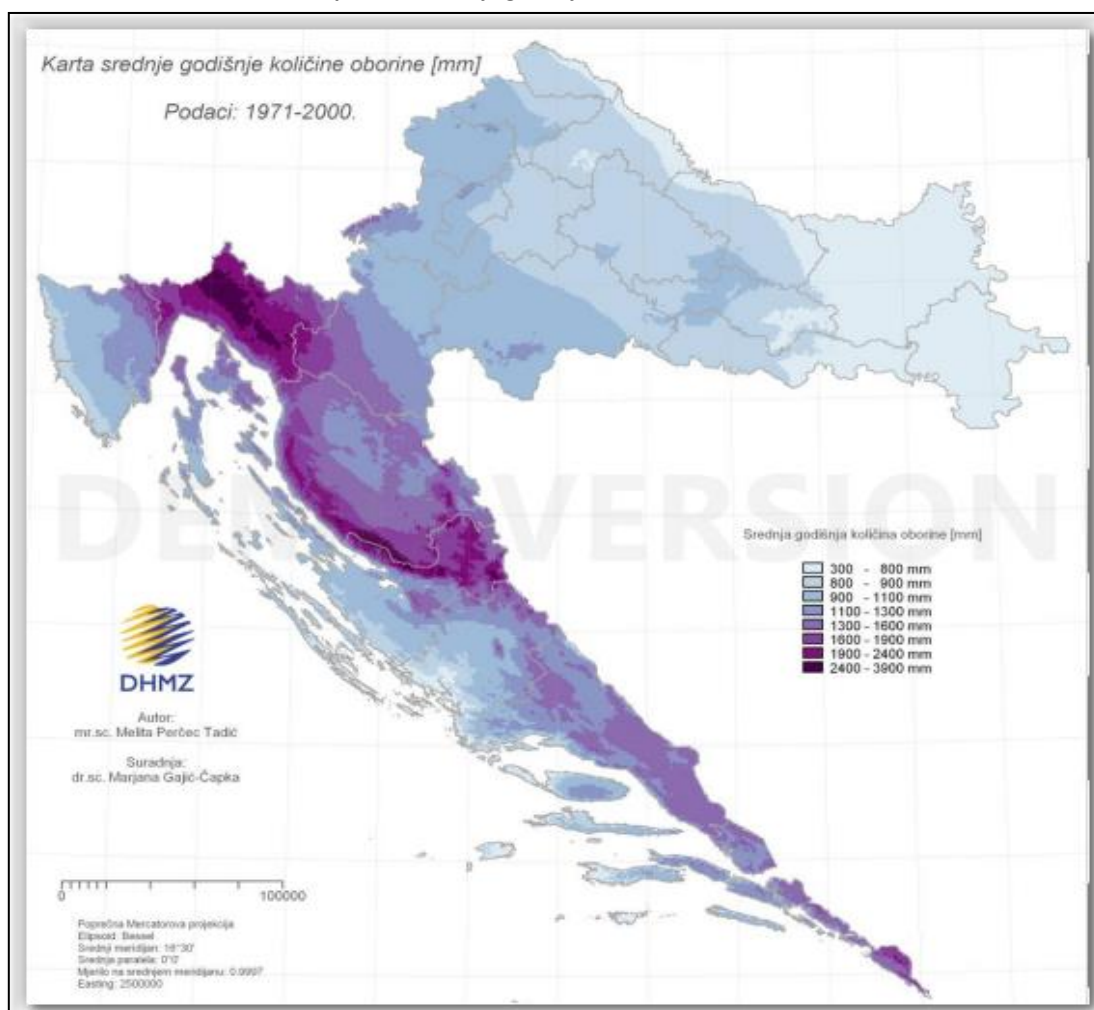 Karta srednje godišnje količine oborine [mm]
Podaci: 1971-2000.
DEMO VERSION
Srednja godišnja količina oborine [mm]
300 - 800 mm
800 - 900 mm
900 - 1100 mm
1100 - 1300 mm
1300 - 1600 mm
1600 - 1900 mm
1900 - 2400 mm
2400 - 3900 mm
DHMZ
Autor:
mr.sc. Melita Perčec Tadić
Suradnja:
dr.sc. Marjana Gajić-Čapka
0 100000
Poprečna Mercatorova projekcija
Elipsoid: Bessel
Srednji meridijan: 16°30'
Srednja paralela: 0°0'
Mjerilo na srednjem meridijanu: 0.9997
Easting: 2500000